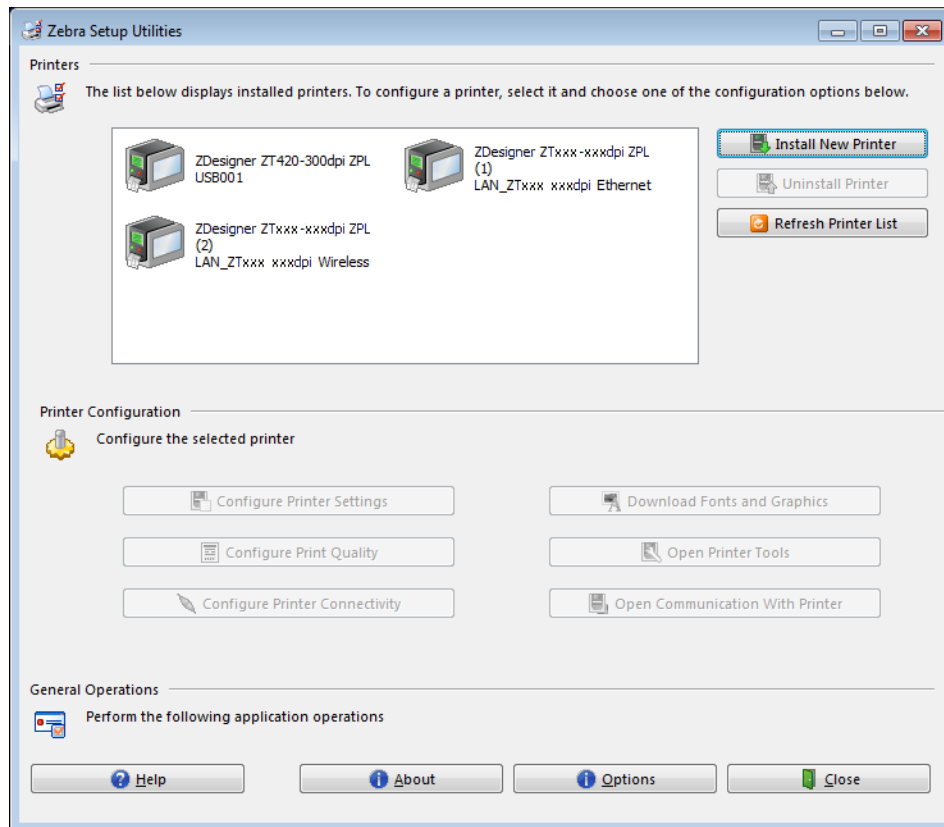 Zebra Setup Utilities
Printers
The list below displays installed printers. To configure a printer, select it and choose one of the configuration options below.
ZDesigner ZT420-300dpi ZPL
USB001
ZDesigner ZTxxx-xxxdpi ZPL
(1)
LAN_ZTxxx xxxdpi Ethernet
ZDesigner ZTxxx-xxxdpi ZPL
(2)
LAN_ZTxxx xxxdpi Wireless
Install New Printer
Uninstall Printer
Refresh Printer List
Printer Configuration
Configure the selected printer
Configure Printer Settings
Download Fonts and Graphics
Configure Print Quality
Open Printer Tools
Configure Printer Connectivity
Open Communication With Printer
General Operations
Perform the following application operations
Help
About
Options
Close